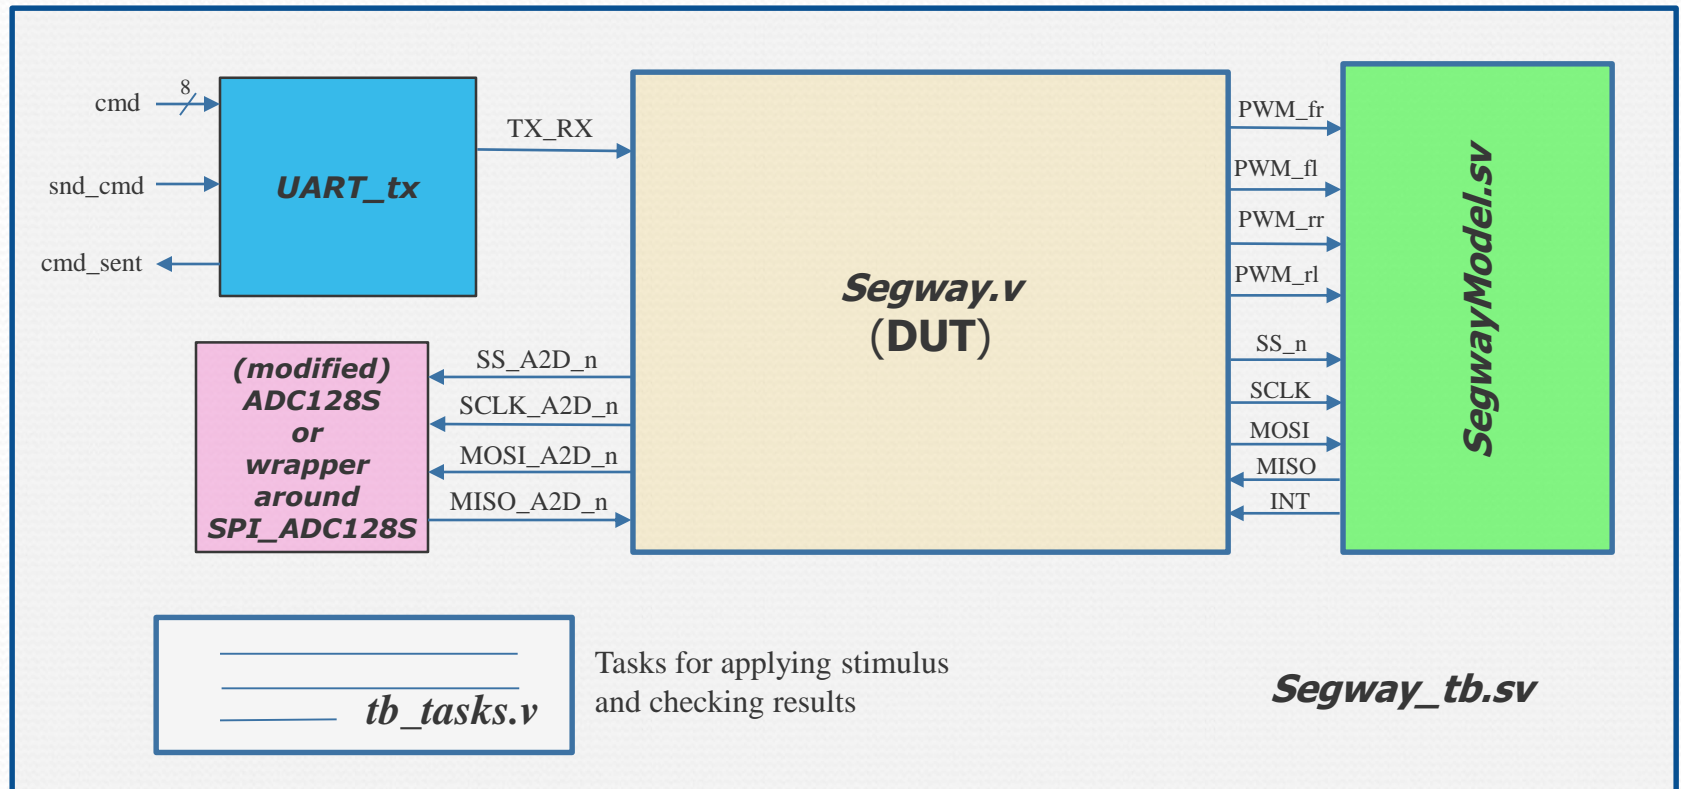 8
cmd
snd_cmd
cmd_sent
UART_tx
TX_RX
(modified)
ADC128S
or
wrapper
around
SPI_ADC128S
SS_A2D_n
SCLK_A2D_n
MOSI_A2D_n
MISO_A2D_n
Segway.v
(DUT)
PWM_fr
PWM_fl
PWM_rr
PWM_rl
SS_n
SCLK
MOSI
MISO
INT
SegwayModel.sv
tb_tasks.v
Tasks for applying stimulus
and checking results
Segway_tb.sv